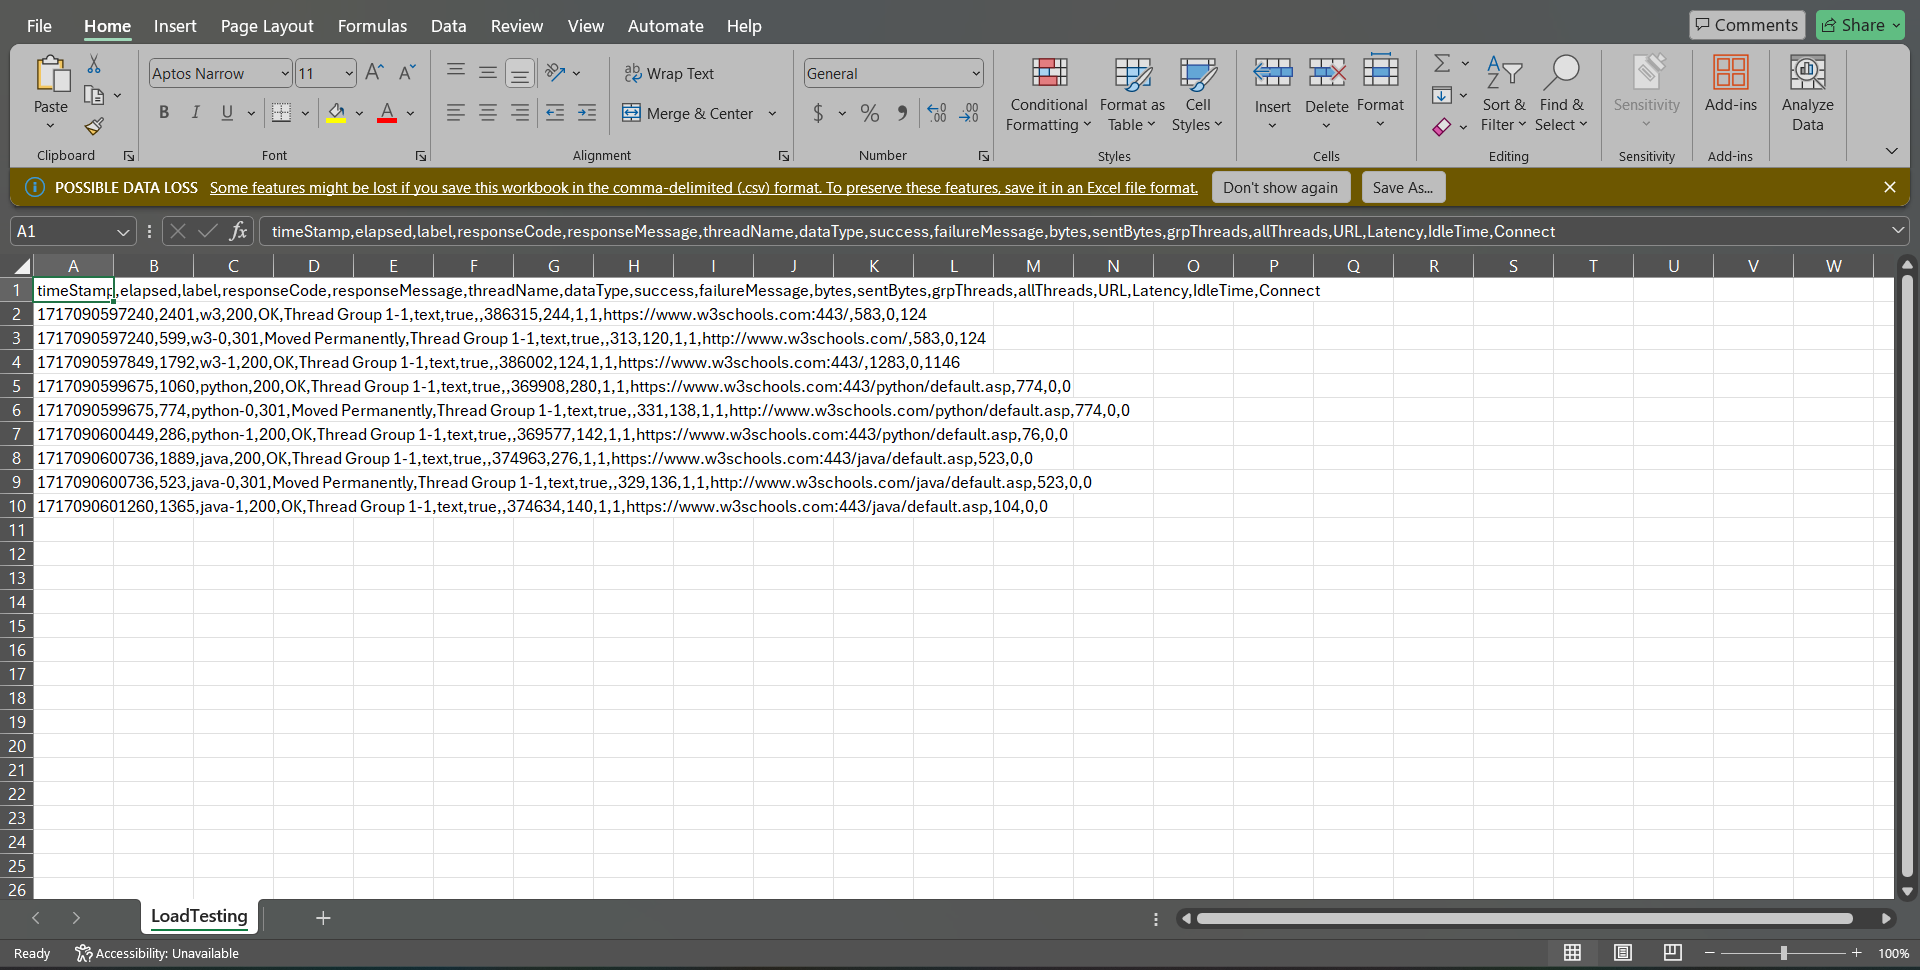 File Home Insert Page Layout Formulas Data Review View Automate Help Comments Share
Paste
Clipboard
Aptos Narrow 11 A A
B I U A
Font
ab Wrap Text
Merge & Center
Alignment
General
$ % 9 .00 .00
Number
Conditional Formatting
Format as Table
Cell Styles
Styles
Insert Delete Format
Cells
Sort & Filter
Find & Select
Editing
Sensitivity
Sensitivity
Add-ins
Add-ins
Analyze Data
POSSIBLE DATA LOSS Some features might be lost if you save this workbook in the comma-delimited (.csv) format. To preserve these features, save it in an Excel file format. Don't show again Save As...
A1 fx timeStamp,elapsed,label,responseCode,responseMessage,threadName,dataType,success,failureMessage,bytes,sentBytes,grpThreads,allThreads,URL,Latency,IdleTime,Connect
A B C D E F G H I J K L M N O P Q R S T U V W
1 timeStamp,elapsed,label,responseCode,responseMessage,threadName,dataType,success,failureMessage,bytes,sentBytes,grpThreads,allThreads,URL,Latency,IdleTime,Connect
2 1717090597240,2401,w3,200,OK,Thread Group 1-1,text,true,,386315,244,1,1,https://www.w3schools.com:443/,583,0,124
3 1717090597240,599,w3-0,301,Moved Permanently,Thread Group 1-1,text,true,,313,120,1,1,http://www.w3schools.com/,583,0,124
4 1717090597849,1792,w3-1,200,OK,Thread Group 1-1,text,true,,386002,124,1,1,https://www.w3schools.com:443/,1283,0,1146
5 1717090599675,1060,python,200,OK,Thread Group 1-1,text,true,,369908,280,1,1,https://www.w3schools.com:443/python/default.asp,774,0,0
6 1717090599675,774,python-0,301,Moved Permanently,Thread Group 1-1,text,true,,331,138,1,1,http://www.w3schools.com/python/default.asp,774,0,0
7 1717090600449,286,python-1,200,OK,Thread Group 1-1,text,true,,369577,142,1,1,https://www.w3schools.com:443/python/default.asp,76,0,0
8 1717090600736,1889,java,200,OK,Thread Group 1-1,text,true,,374963,276,1,1,https://www.w3schools.com:443/java/default.asp,523,0,0
9 1717090600736,523,java-0,301,Moved Permanently,Thread Group 1-1,text,true,,329,136,1,1,http://www.w3schools.com/java/default.asp,523,0,0
10 1717090601260,1365,java-1,200,OK,Thread Group 1-1,text,true,,374634,140,1,1,https://www.w3schools.com:443/java/default.asp,104,0,0
11
12
13
14
15
16
17
18
19
20
21
22
23
24
25
26
LoadTesting
Ready Accessibility: Unavailable 100%